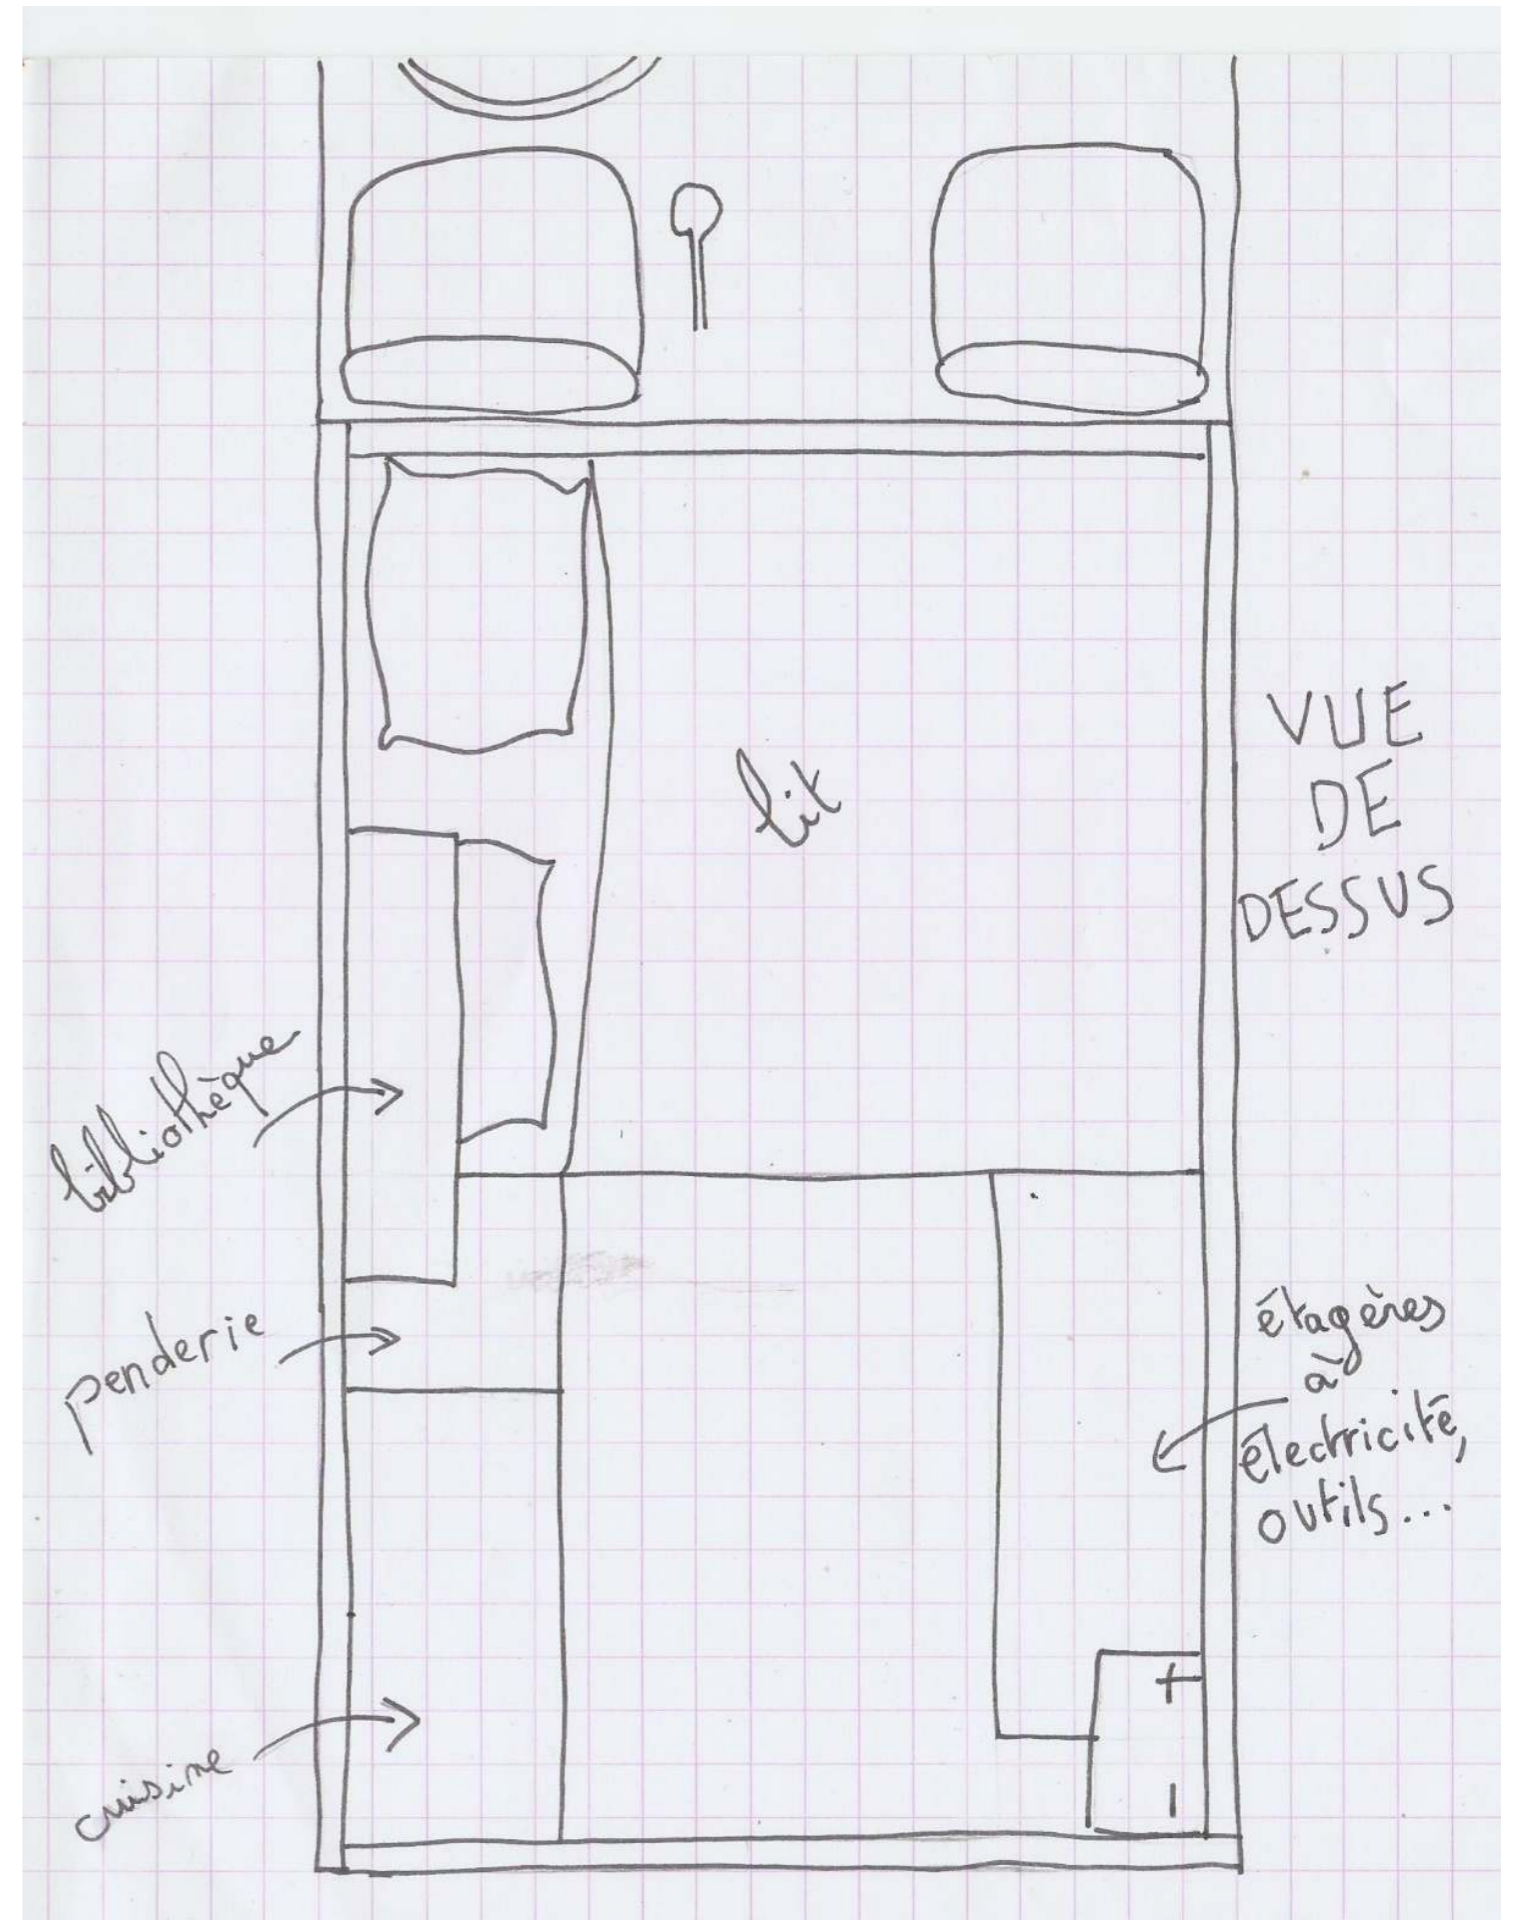 lit
VUE
DE
DESSUS
bibliothèque
penderie
étagères
à
électricité,
outils...
+
-
cuisine